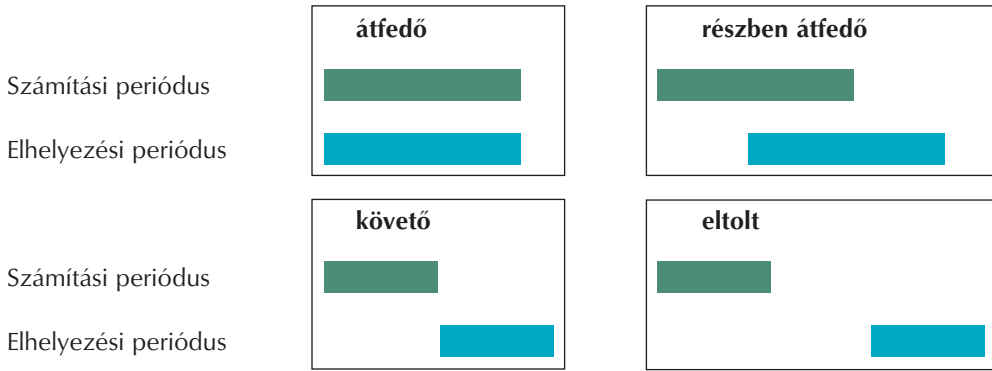 átfedő
részben átfedő
Számítási periódus
Elhelyezési periódus
követő
eltolt
Számítási periódus
Elhelyezési periódus